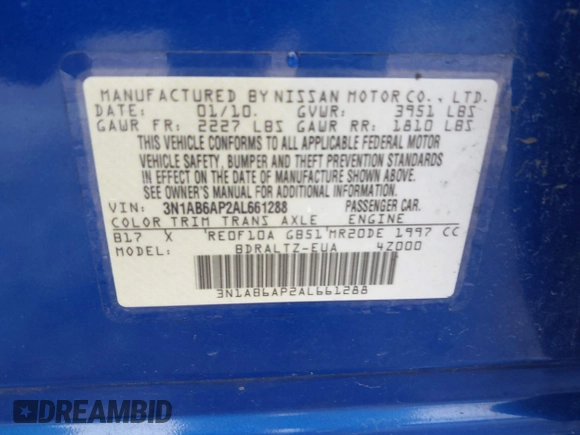 MANUFACTURED BY NISSAN MOTOR CO., LTD.
DATE: 01/10. GVWR: 3951 LBS
GAWR FR: 2227 LBS GAWR RR: 1810 LBS
THIS VEHICLE CONFORMS TO ALL APPLICABLE FEDERAL MOTOR
VEHICLE SAFETY, BUMPER AND THEFT PREVENTION STANDARDS
IN EFFECT ON THE DATE OF MANUFACTURE SHOWN ABOVE.
SEE OWNER'S MANUAL FOR ADDITIONAL INFORMATION.
VIN: 3N1AB6AP2AL661288 PASSENGER CAR.
COLOR TRIM TRANS AXLE ENGINE
B17 X RE0F10A GB51 MR20DE 1997 CC
MODEL: BDRALTZ-EUA 4Z000
3N1AB6AP2AL661288
DREAMBID